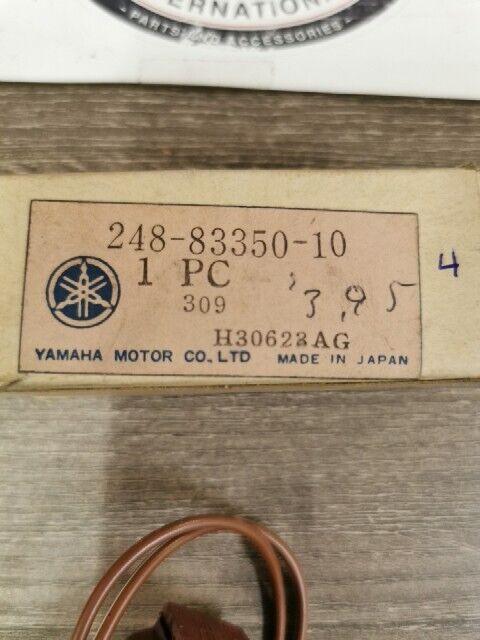 INTERNATIONAL
PARTS and ACCESSORIES
248-83350-10
1 PC
3,95
4
309
H30623AG
YAMAHA MOTOR CO., LTD MADE IN JAPAN